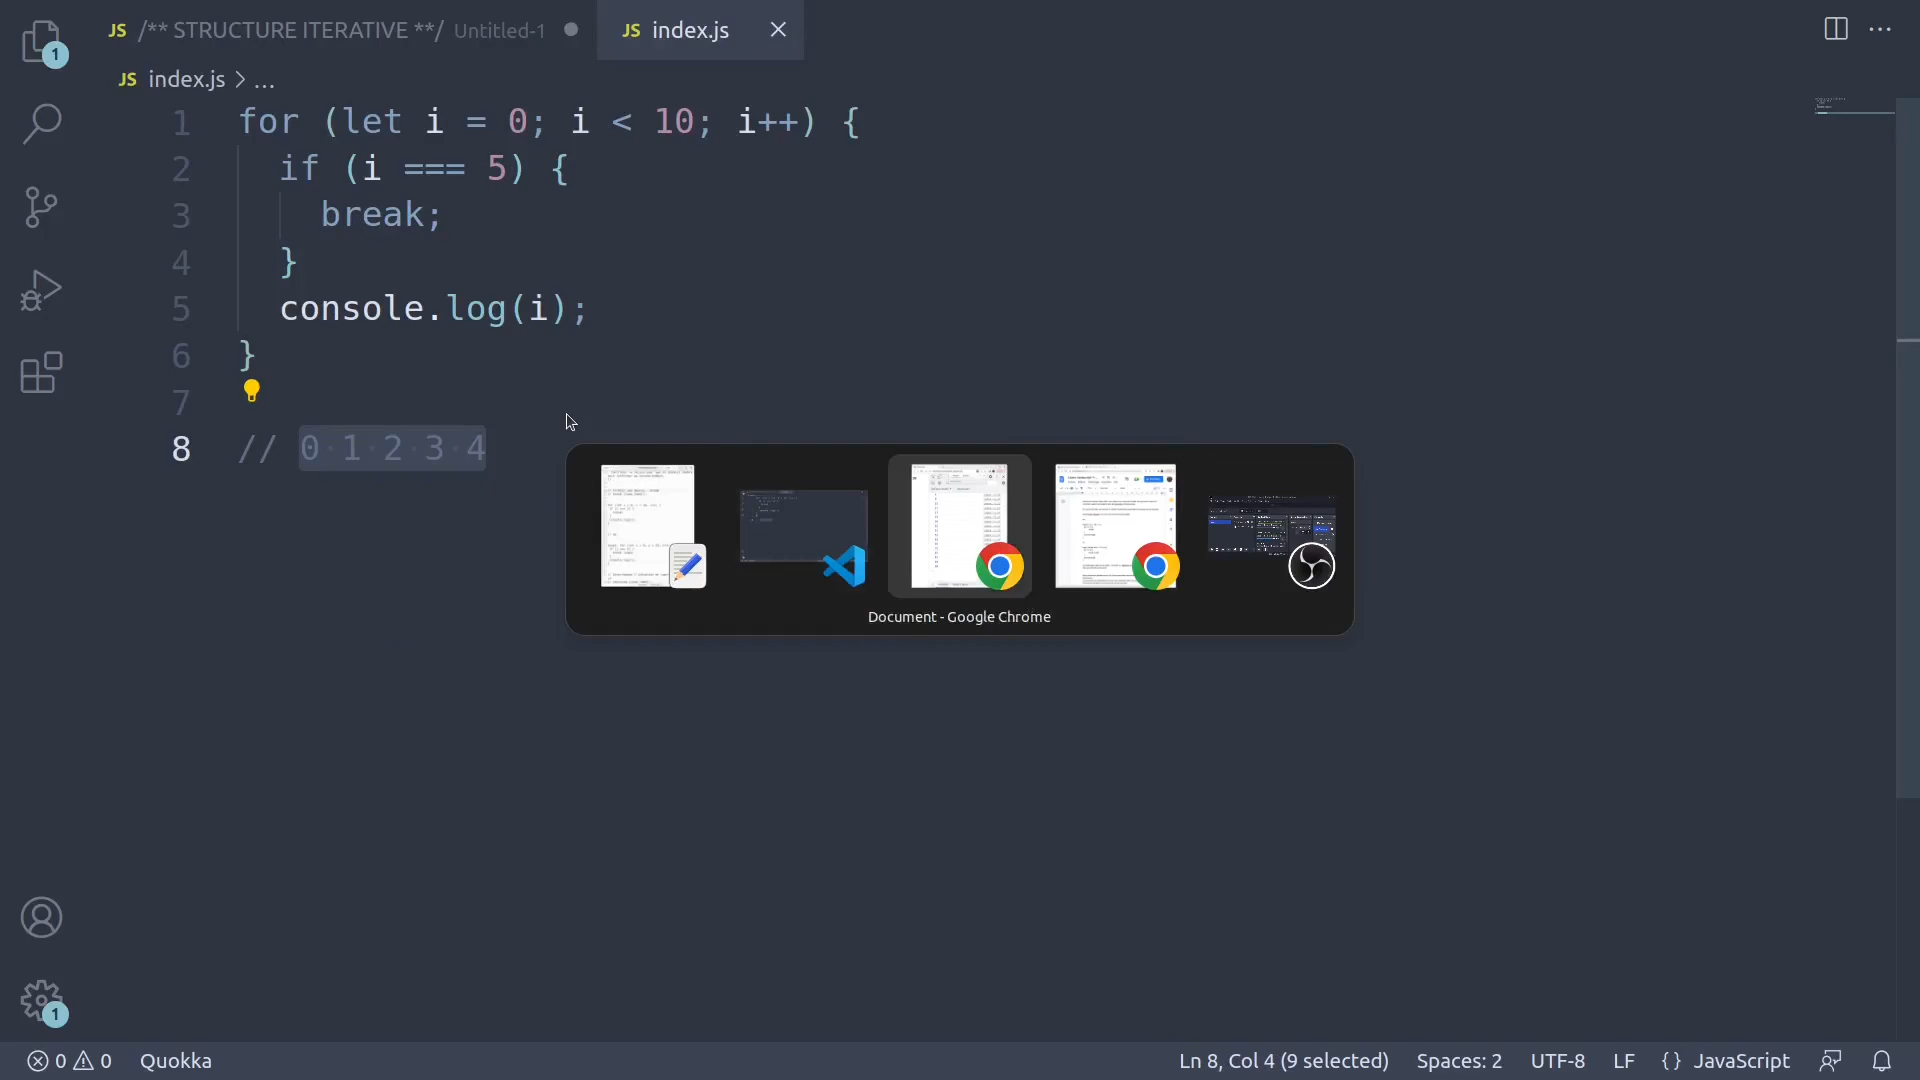 JS /** STRUCTURE ITERATIVE **/ Untitled-1
JS index.js
1
JS index.js > ...
1 for (let i = 0; i < 10; i++) {
2 if (i === 5) {
3 break;
4 }
5 console.log(i);
6 }
7
8 // 0 1 2 3 4
Document - Google Chrome
1
0 0 Quokka
Ln 8, Col 4 (9 selected) Spaces: 2 UTF-8 LF {} JavaScript